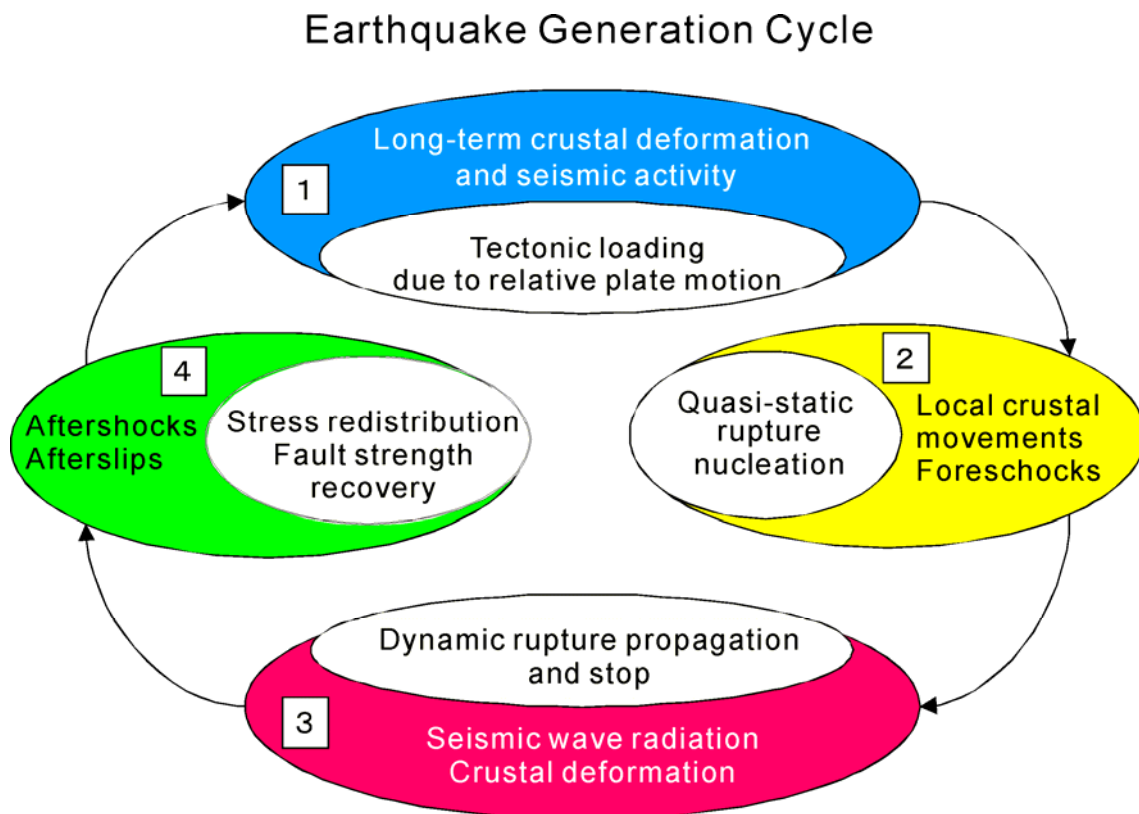 Earthquake Generation Cycle
1
Long-term crustal deformation
and seismic activity
Tectonic loading
due to relative plate motion
2
Quasi-static
rupture
nucleation
Local crustal
movements
Foreschocks
3
Dynamic rupture propagation
and stop
Seismic wave radiation
Crustal deformation
4
Aftershocks
Afterslips
Stress redistribution
Fault strength
recovery